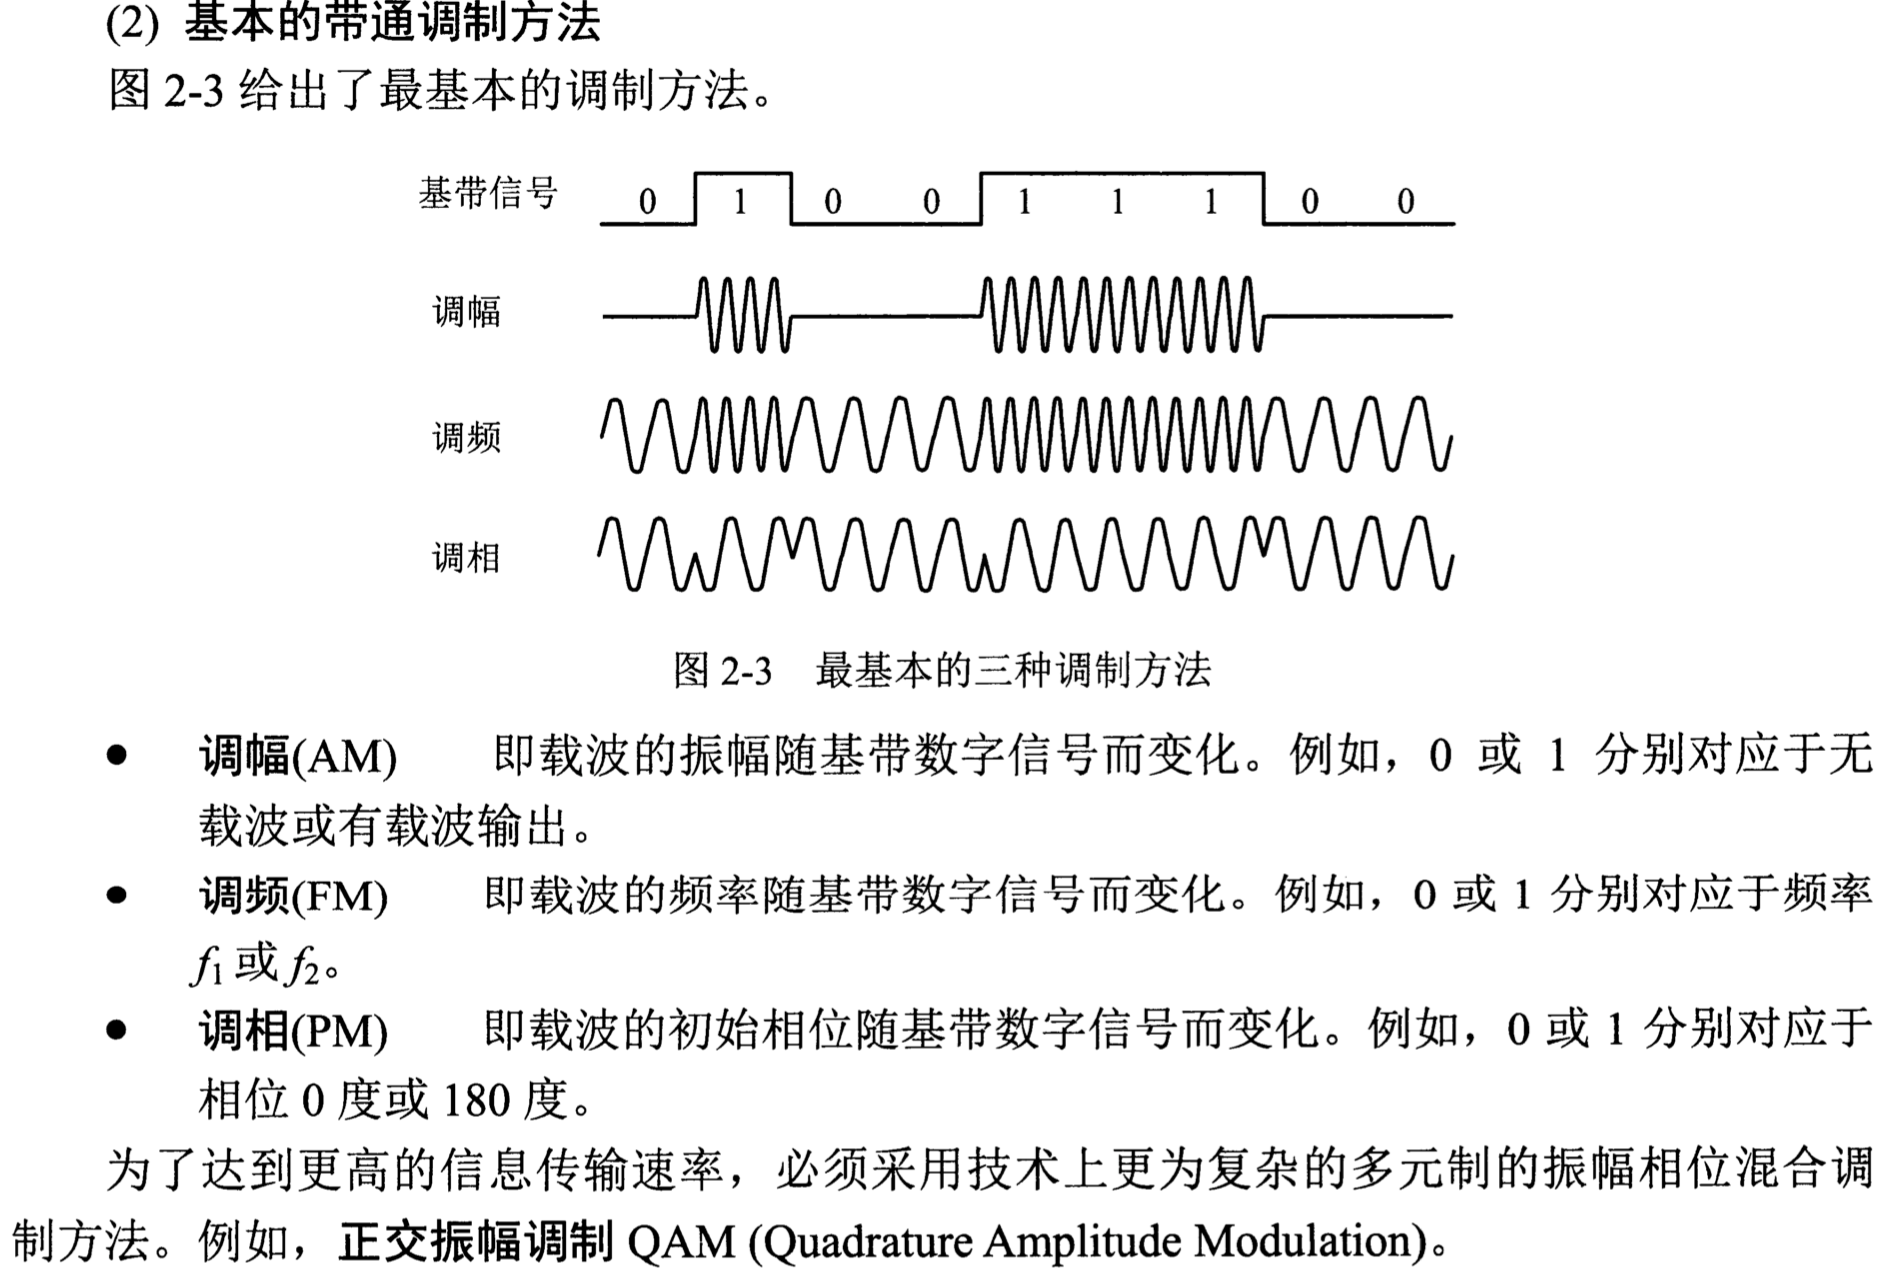 (2) 基本的带通调制方法
图 2-3 给出了最基本的调制方法。
基带信号 0 1 0 0 1 1 1 0 0
调幅
调频
调相
图 2-3 最基本的三种调制方法
● 调幅(AM) 即载波的振幅随基带数字信号而变化。例如，0 或 1 分别对应于无
载波或有载波输出。
● 调频(FM) 即载波的频率随基带数字信号而变化。例如，0 或 1 分别对应于频率
f₁ 或 f₂。
● 调相(PM) 即载波的初始相位随基带数字信号而变化。例如，0 或 1 分别对应于
相位 0 度或 180 度。
为了达到更高的信息传输速率，必须采用技术上更为复杂的多元制的振幅相位混合调
制方法。例如，正交振幅调制 QAM (Quadrature Amplitude Modulation)。